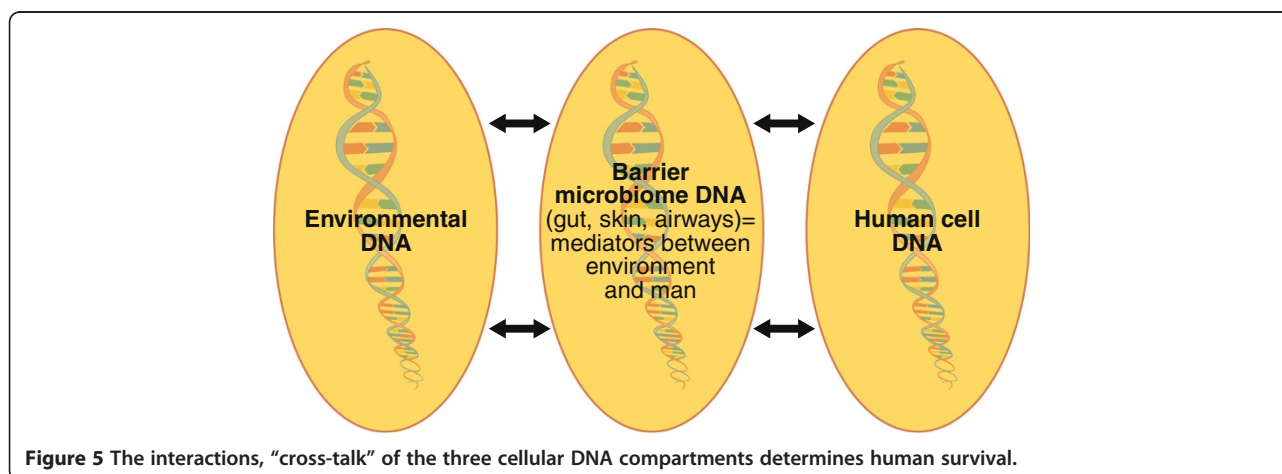 Environmental
DNA
Barrier
microbiome DNA
(gut, skin, airways)=
mediators between
environment
and man
Human cell
DNA
Figure 5 The interactions, “cross-talk” of the three cellular DNA compartments determines human survival.